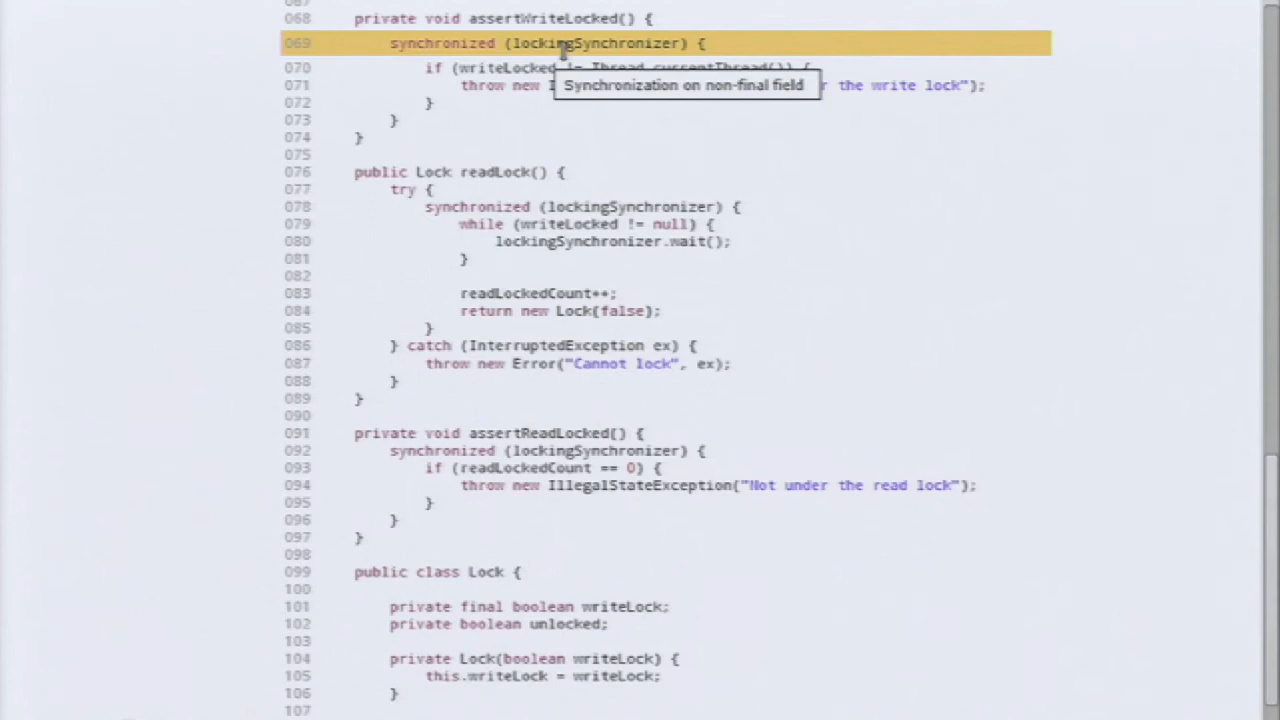 068 private void assertWriteLocked() {
069 synchronized (lockingSynchronizer) {
070 if (writeLocked != Thread.currentThread()) {
071 throw new I r the write lock");
Synchronization on non-final field
072 }
073 }
074 }
075
076 public Lock readLock() {
077 try {
078 synchronized (lockingSynchronizer) {
079 while (writeLocked != null) {
080 lockingSynchronizer.wait();
081 }
082
083 readLockedCount++;
084 return new Lock(false);
085 }
086 } catch (InterruptedException ex) {
087 throw new Error("Cannot lock", ex);
088 }
089 }
090
091 private void assertReadLocked() {
092 synchronized (lockingSynchronizer) {
093 if (readLockedCount == 0) {
094 throw new IllegalStateException("Not under the read lock");
095 }
096 }
097 }
098
099 public class Lock {
100
101 private final boolean writeLock;
102 private boolean unlocked;
103
104 private Lock(boolean writeLock) {
105 this.writeLock = writeLock;
106 }
107